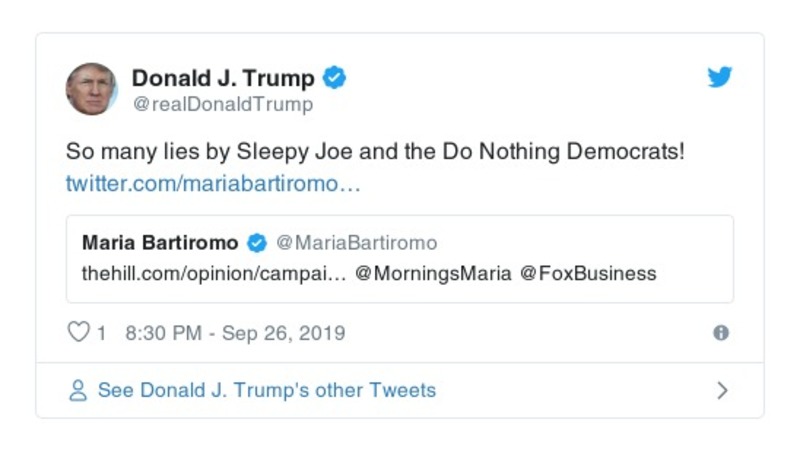 Donald J. Trump
@realDonaldTrump
So many lies by Sleepy Joe and the Do Nothing Democrats!
twitter.com/mariabartiromo…
Maria Bartiromo @MariaBartiromo
thehill.com/opinion/campai… @MorningsMaria @FoxBusiness
1 8:30 PM - Sep 26, 2019
See Donald J. Trump's other Tweets